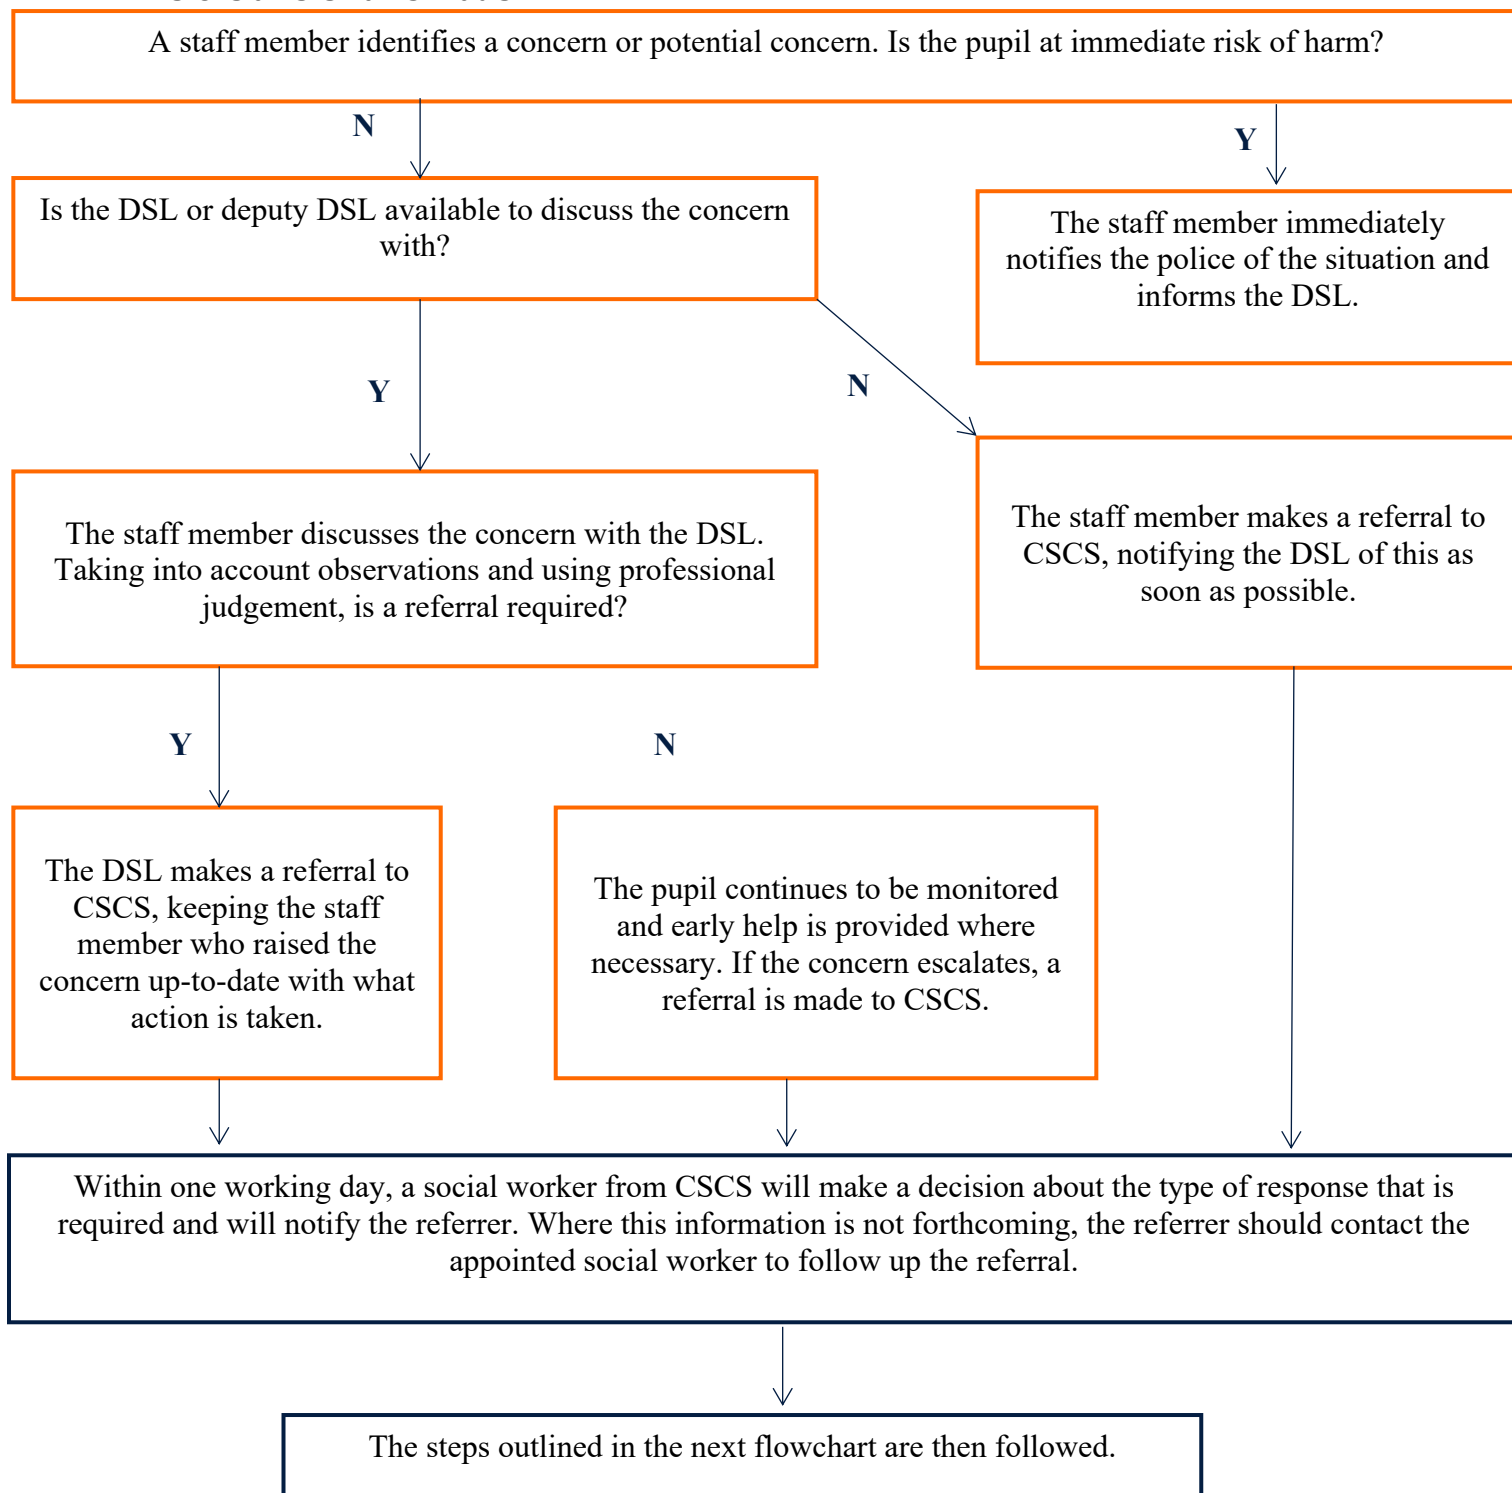 A staff member identifies a concern or potential concern. Is the pupil at immediate risk of harm?
N
Y
Is the DSL or deputy DSL available to discuss the concern
with?
The staff member immediately
notifies the police of the situation and
informs the DSL.
Y
N
The staff member discusses the concern with the DSL.
Taking into account observations and using professional
judgement, is a referral required?
The staff member makes a referral to
CSCS, notifying the DSL of this as
soon as possible.
Y
N
The DSL makes a referral to
CSCS, keeping the staff
member who raised the
concern up-to-date with what
action is taken.
The pupil continues to be monitored
and early help is provided where
necessary. If the concern escalates, a
referral is made to CSCS.
Within one working day, a social worker from CSCS will make a decision about the type of response that is
required and will notify the referrer. Where this information is not forthcoming, the referrer should contact the
appointed social worker to follow up the referral.
The steps outlined in the next flowchart are then followed.